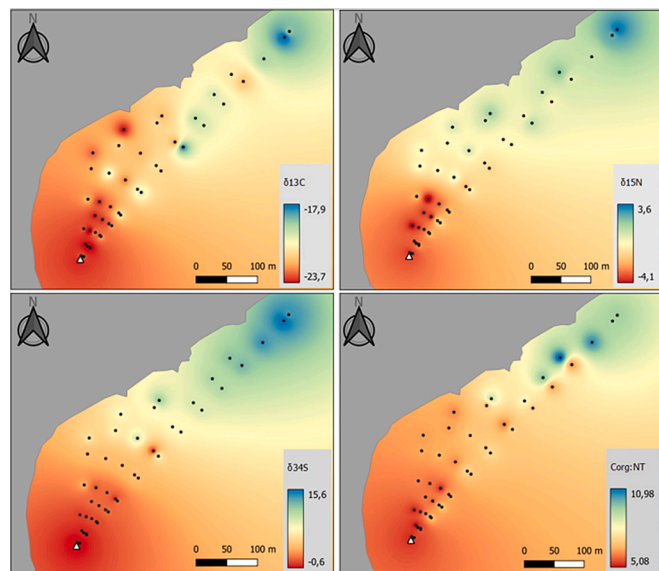 N
δ13C
-17,9
-23,7
0 50 100 m
N
δ15N
3,6
-4,1
0 50 100 m
N
δ34S
15,6
-0,6
0 50 100 m
N
Corg:NT
10,98
5,08
0 50 100 m